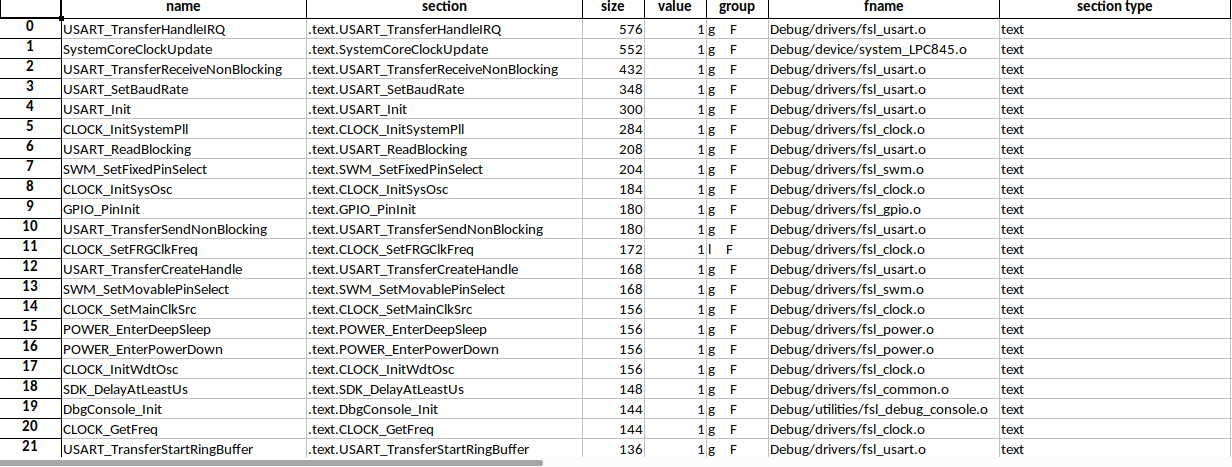 name section size value group fname section type
0 USART_TransferHandleIRQ .text.USART_TransferHandleIRQ 576 1 g F Debug/drivers/fsl_usart.o text
1 SystemCoreClockUpdate .text.SystemCoreClockUpdate 552 1 g F Debug/device/system_LPC845.o text
2 USART_TransferReceiveNonBlocking .text.USART_TransferReceiveNonBlocking 432 1 g F Debug/drivers/fsl_usart.o text
3 USART_SetBaudRate .text.USART_SetBaudRate 348 1 g F Debug/drivers/fsl_usart.o text
4 USART_Init .text.USART_Init 300 1 g F Debug/drivers/fsl_usart.o text
5 CLOCK_InitSystemPll .text.CLOCK_InitSystemPll 284 1 g F Debug/drivers/fsl_clock.o text
6 USART_ReadBlocking .text.USART_ReadBlocking 208 1 g F Debug/drivers/fsl_usart.o text
7 SWM_SetFixedPinSelect .text.SWM_SetFixedPinSelect 204 1 g F Debug/drivers/fsl_swm.o text
8 CLOCK_InitSysOsc .text.CLOCK_InitSysOsc 184 1 g F Debug/drivers/fsl_clock.o text
9 GPIO_PinInit .text.GPIO_PinInit 180 1 g F Debug/drivers/fsl_gpio.o text
10 USART_TransferSendNonBlocking .text.USART_TransferSendNonBlocking 180 1 g F Debug/drivers/fsl_usart.o text
11 CLOCK_SetFRGClkFreq .text.CLOCK_SetFRGClkFreq 172 1 l F Debug/drivers/fsl_clock.o text
12 USART_TransferCreateHandle .text.USART_TransferCreateHandle 168 1 g F Debug/drivers/fsl_usart.o text
13 SWM_SetMovablePinSelect .text.SWM_SetMovablePinSelect 168 1 g F Debug/drivers/fsl_swm.o text
14 CLOCK_SetMainClkSrc .text.CLOCK_SetMainClkSrc 156 1 g F Debug/drivers/fsl_clock.o text
15 POWER_EnterDeepSleep .text.POWER_EnterDeepSleep 156 1 g F Debug/drivers/fsl_power.o text
16 POWER_EnterPowerDown .text.POWER_EnterPowerDown 156 1 g F Debug/drivers/fsl_power.o text
17 CLOCK_InitWdtOsc .text.CLOCK_InitWdtOsc 156 1 g F Debug/drivers/fsl_clock.o text
18 SDK_DelayAtLeastUs .text.SDK_DelayAtLeastUs 148 1 g F Debug/drivers/fsl_common.o text
19 DbgConsole_Init .text.DbgConsole_Init 144 1 g F Debug/utilities/fsl_debug_console.o text
20 CLOCK_GetFreq .text.CLOCK_GetFreq 144 1 g F Debug/drivers/fsl_clock.o text
21 USART_TransferStartRingBuffer .text.USART_TransferStartRingBuffer 136 1 g F Debug/drivers/fsl_usart.o text